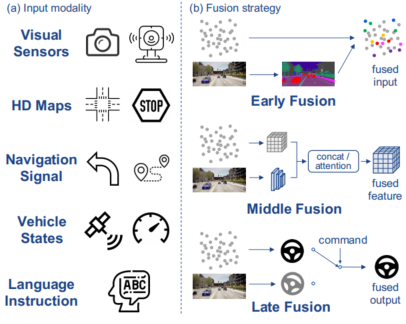 (a) Input modality
Visual
Sensors
HD Maps
STOP
Navigation
Signal
Vehicle
States
Language
Instruction
ABC
(b) Fusion strategy
fused
input
Early Fusion
concat /
attention
fused
feature
Middle Fusion
command
fused
output
Late Fusion